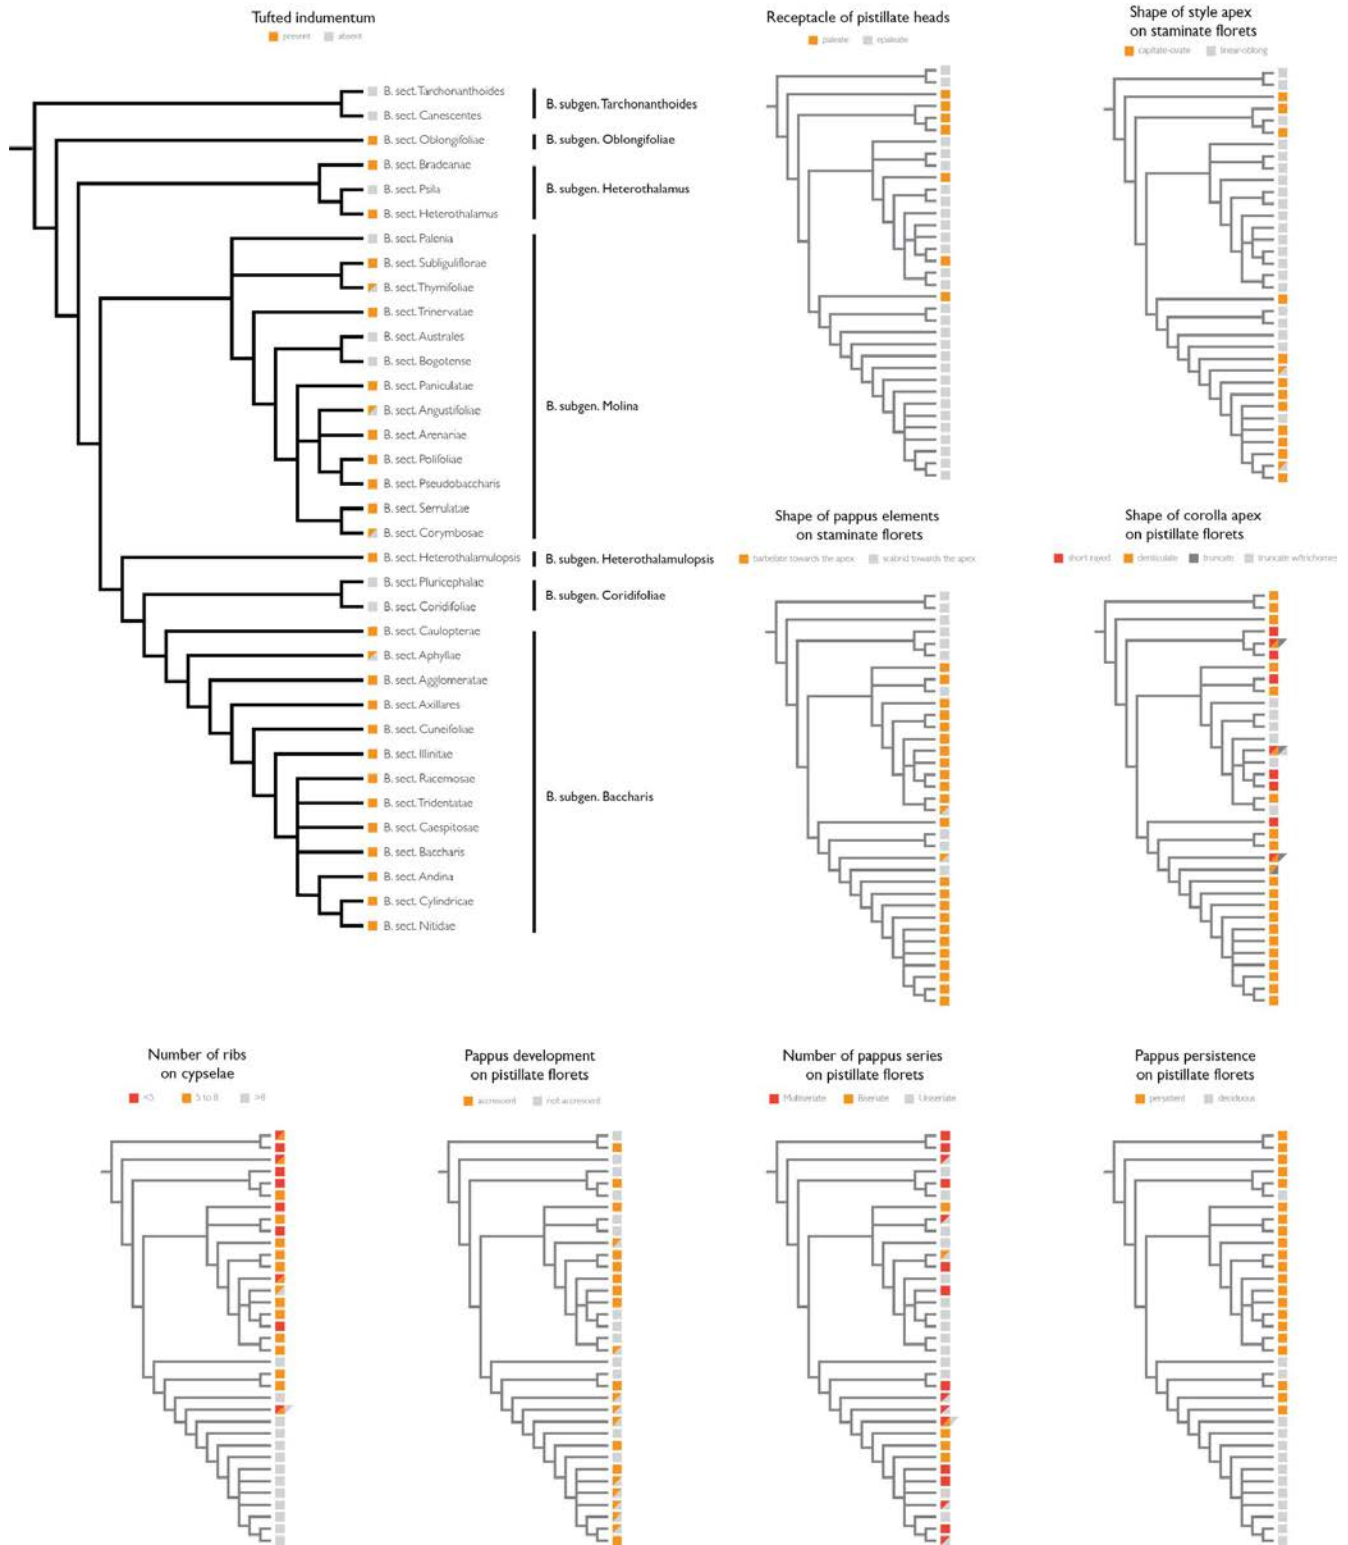 Tufted indumentum
present absent
B. sect. Tarchonanthoides
B. sect. Canescentes
B. sect. Oblongifoliae
B. sect. Bradeanae
B. sect. Psila
B. sect. Heterothalamus
B. sect. Palenia
B. sect. Subliguliflorae
B. sect. Thymifoliae
B. sect. Trinervatae
B. sect. Australes
B. sect. Bogotense
B. sect. Paniculatae
B. sect. Angustifoliae
B. sect. Arenariae
B. sect. Polifoliae
B. sect. Pseudobaccharis
B. sect. Serrulatae
B. sect. Corymbosae
B. sect. Heterothalamulopsis
B. sect. Pluricephalae
B. sect. Coridifoliae
B. sect. Caulopterae
B. sect. Aphyllae
B. sect. Agglomeratae
B. sect. Axillares
B. sect. Cuneifoliae
B. sect. Illinitae
B. sect. Racemosae
B. sect. Tridentatae
B. sect. Caespitosae
B. sect. Baccharis
B. sect. Andina
B. sect. Cylindricae
B. sect. Nitidae
B. subgen. Tarchonanthoides
B. subgen. Oblongifoliae
B. subgen. Heterothalamus
B. subgen. Molina
B. subgen. Heterothalamulopsis
B. subgen. Coridifoliae
B. subgen. Baccharis
Receptacle of pistillate heads
paleate epaleate
Shape of style apex
on staminate florets
capitate-ovate linear-oblong
Shape of pappus elements
on staminate florets
barbelate towards the apex scabrid towards the apex
Shape of corolla apex
on pistillate florets
short rayed denticulate truncate truncate w/trichomes
Number of ribs
on cypselae
<5 5 to 8 >8
Pappus development
on pistillate florets
accrescent not accrescent
Number of pappus series
on pistillate florets
Multiseriate Biseriate Uniseriate
Pappus persistence
on pistillate florets
persistent deciduous